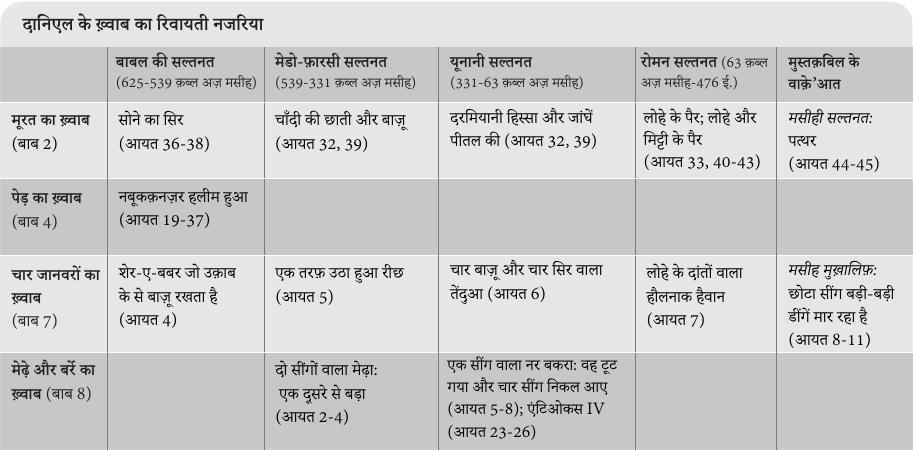 दानिएल के ख़्वाब का रिवायती नजरिया
बाबल की सल्तनत
(625-539 क़ब्ल अज़ मसीह)
मेडो-फ़ारसी सल्तनत
(539-331 क़ब्ल अज़ मसीह)
यूनानी सल्तनत
(331-63 क़ब्ल अज़ मसीह)
रोमन सल्तनत (63 क़ब्ल
अज़ मसीह-476 ई.)
मुस्तक़बिल के
वाक़े'आत
मूरत का ख़्वाब
(बाब 2)
सोने का सिर
(आयत 36-38)
चाँदी की छाती और बाज़ू
(आयत 32, 39)
दरमियानी हिस्सा और जांघें
पीतल की (आयत 32, 39)
लोहे के पैर; लोहे और
मिट्टी के पैर
(आयत 33, 40-43)
मसीही सल्तनत:
पत्थर
(आयत 44-45)
पेड़ का ख़्वाब
(बाब 4)
नबूकक़नज़र हलीम हुआ
(आयत 19-37)
चार जानवरों का
ख़्वाब
(बाब 7)
शेर-ए-बबर जो उक़ाब
के से बाज़ू रखता है
(आयत 4)
एक तरफ़ उठा हुआ रीछ
(आयत 5)
चार बाज़ू और चार सिर वाला
तेंदुआ (आयत 6)
लोहे के दांतों वाला
हौलनाक हैवान
(आयत 7)
मसीह मुख़ालिफ़:
छोटा सींग बड़ी-बड़ी
डींगें मार रहा है
(आयत 8-11)
मेढ़े और बर्रे का
ख़्वाब (बाब 8)
दो सींगों वाला मेढ़ा:
एक दूसरे से बड़ा
(आयत 2-4)
एक सींग वाला नर बकरा: वह टूट
गया और चार सींग निकल आए
(आयत 5-8); एंटिओकस IV
(आयत 23-26)